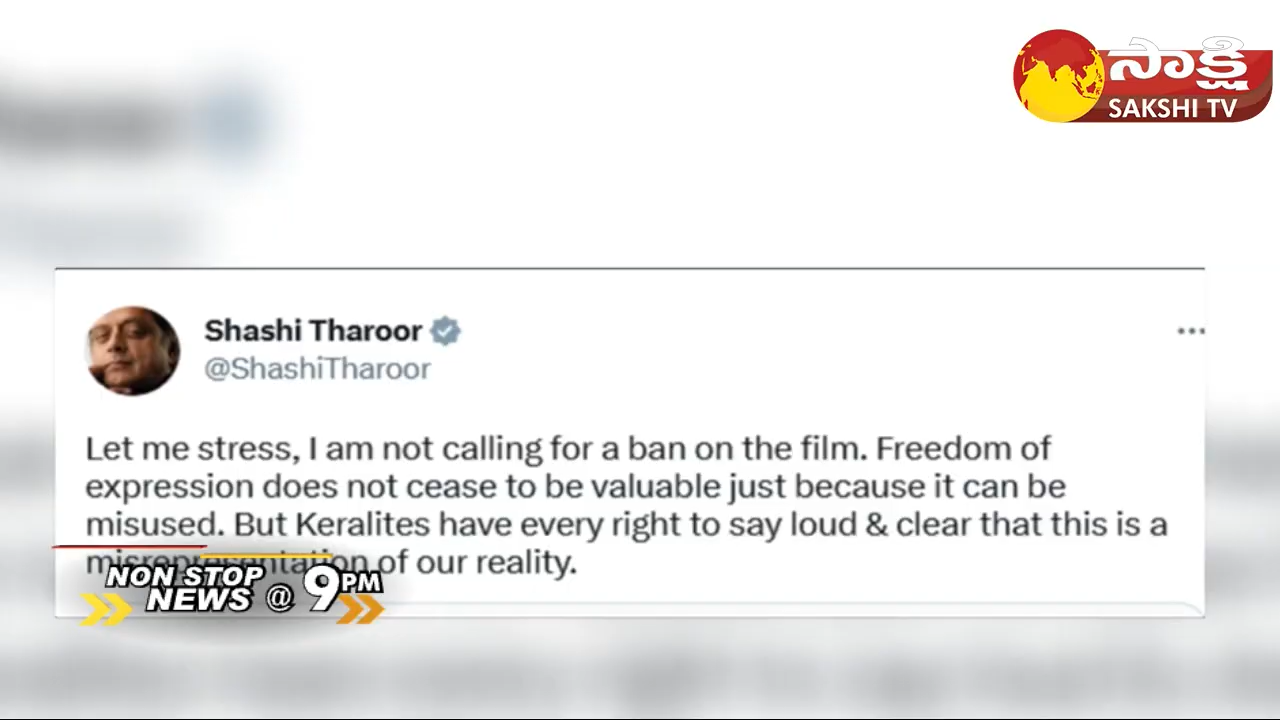 సాక్షి
SAKSHI TV
Shashi Tharoor
@ShashiTharoor
Let me stress, I am not calling for a ban on the film. Freedom of
expression does not cease to be valuable just because it can be
misused. But Keralites have every right to say loud & clear that this is a
misrepresentation of our reality.
NON STOP
NEWS @ 9PM